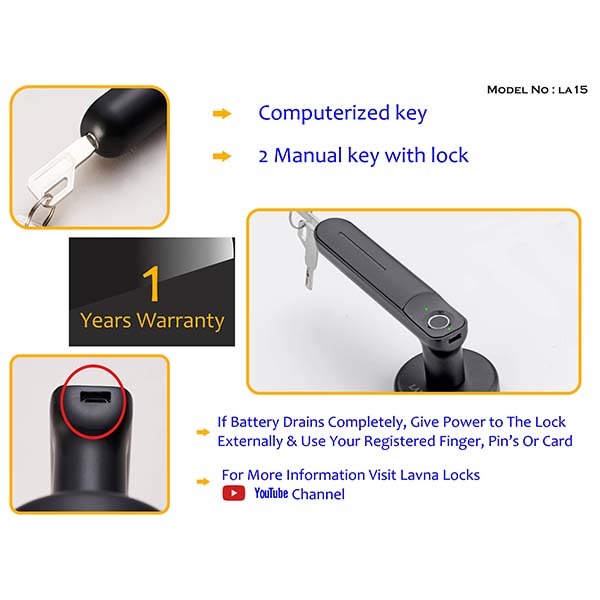 MODEL NO : LA15
Computerized key
2 Manual key with lock
1
Years Warranty
If Battery Drains Completely, Give Power to The Lock
Externally & Use Your Registered Finger, Pin's Or Card
For More Information Visit Lavna Locks
YouTube Channel